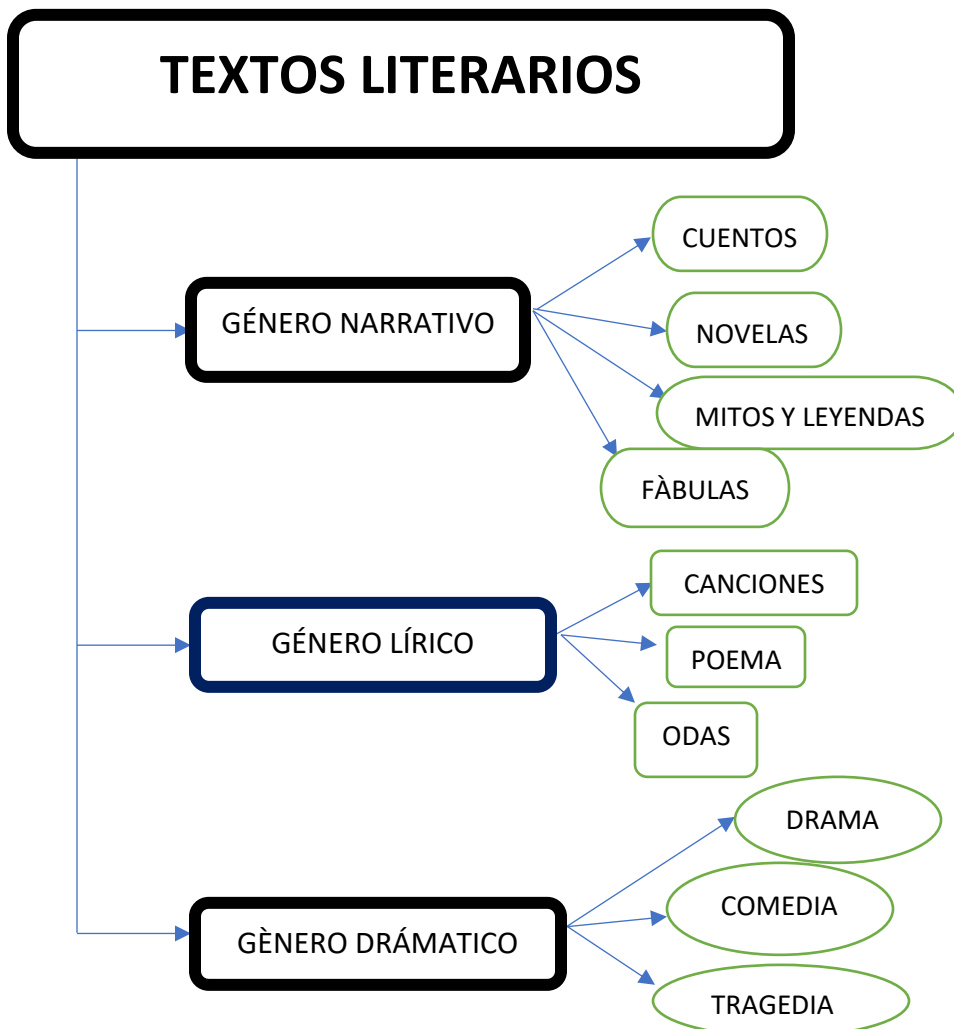 TEXTOS LITERARIOS
GÉNERO NARRATIVO
CUENTOS
NOVELAS
MITOS Y LEYENDAS
FÀBULAS
GÉNERO LÍRICO
CANCIONES
POEMA
ODAS
GÈNERO DRÁMATICO
DRAMA
COMEDIA
TRAGEDIA